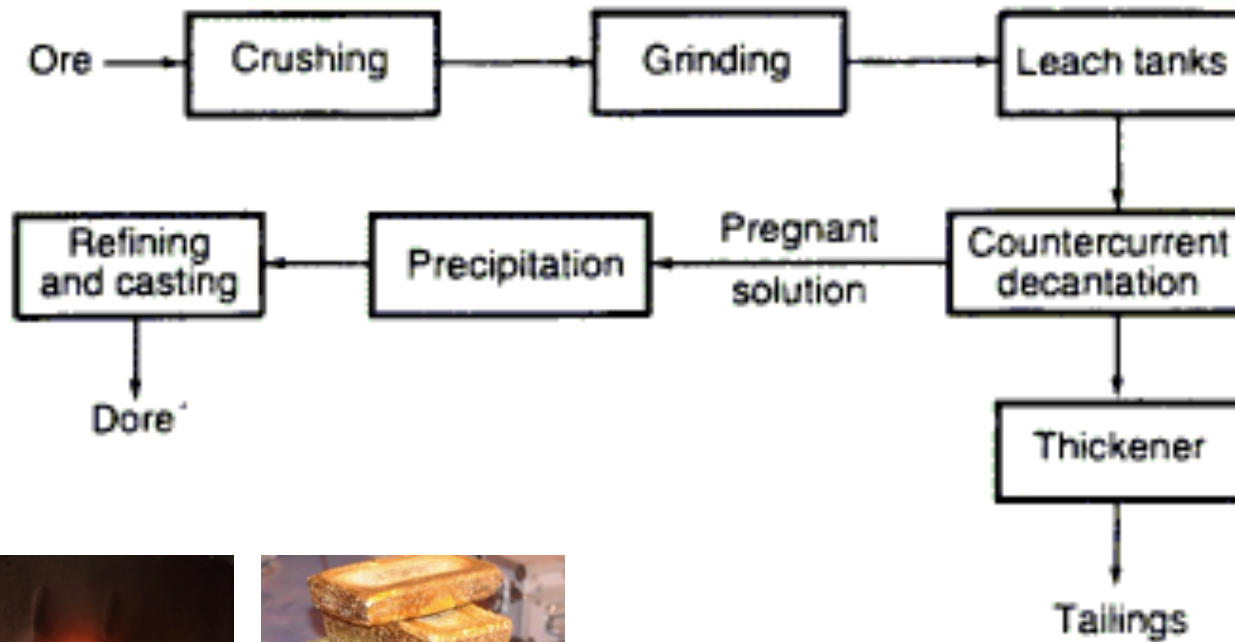 Ore
Crushing
Grinding
Leach tanks
Refining
and casting
Precipitation
Pregnant
solution
Countercurrent
decantation
Dore´
Thickener
Tailings